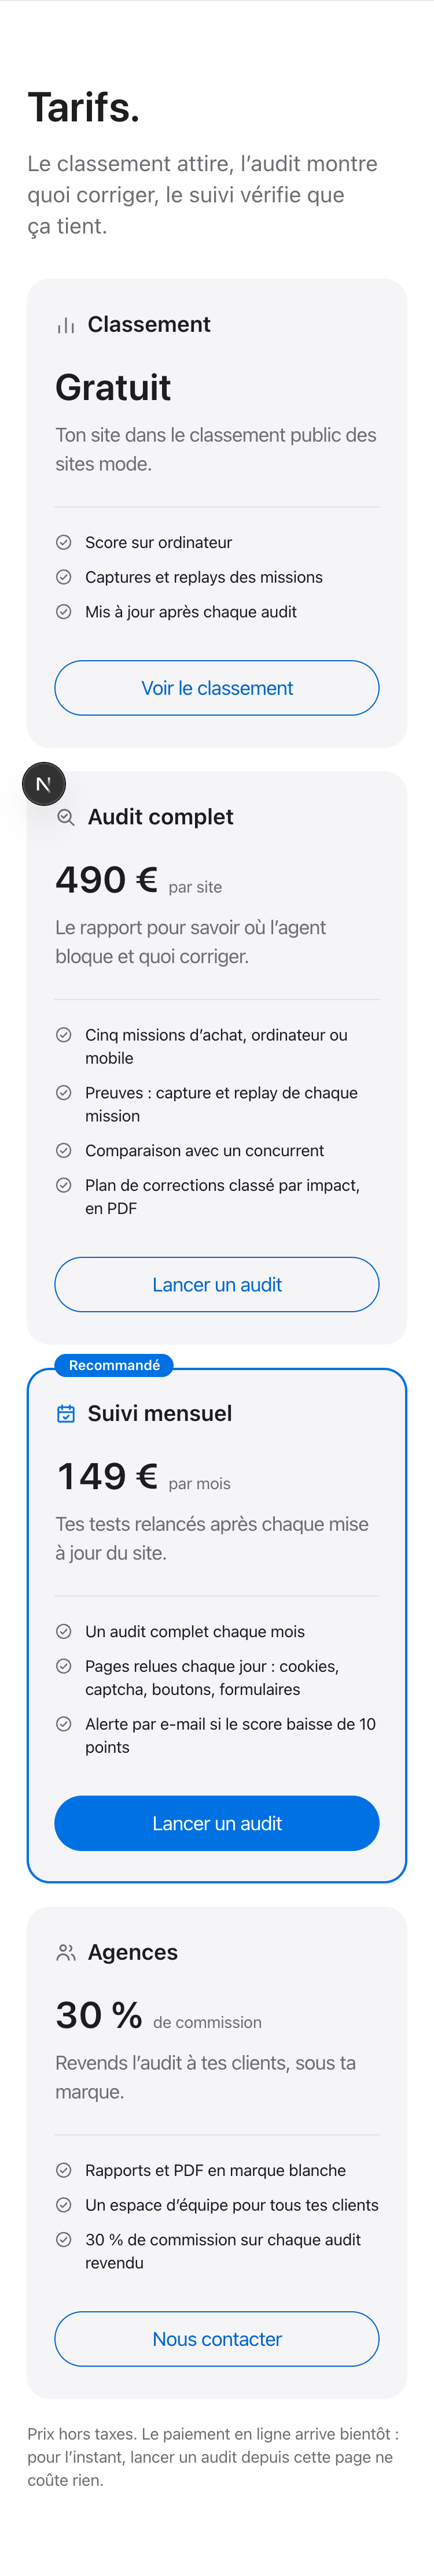 Tarifs.
Le classement attire, l’audit montre
quoi corriger, le suivi vérifie que
ça tient.
Classement
Gratuit
Ton site dans le classement public des
sites mode.
Score sur ordinateur
Captures et replays des missions
Mis à jour après chaque audit
Voir le classement
N
Audit complet
490 € par site
Le rapport pour savoir où l’agent
bloque et quoi corriger.
Cinq missions d’achat, ordinateur ou
mobile
Preuves : capture et replay de chaque
mission
Comparaison avec un concurrent
Plan de corrections classé par impact,
en PDF
Lancer un audit
Recommandé
Suivi mensuel
149 € par mois
Tes tests relancés après chaque mise
à jour du site.
Un audit complet chaque mois
Pages relues chaque jour : cookies,
captcha, boutons, formulaires
Alerte par e-mail si le score baisse de 10
points
Lancer un audit
Agences
30 % de commission
Revends l’audit à tes clients, sous ta
marque.
Rapports et PDF en marque blanche
Un espace d’équipe pour tous tes clients
30 % de commission sur chaque audit
revendu
Nous contacter
Prix hors taxes. Le paiement en ligne arrive bientôt :
pour l’instant, lancer un audit depuis cette page ne
coûte rien.